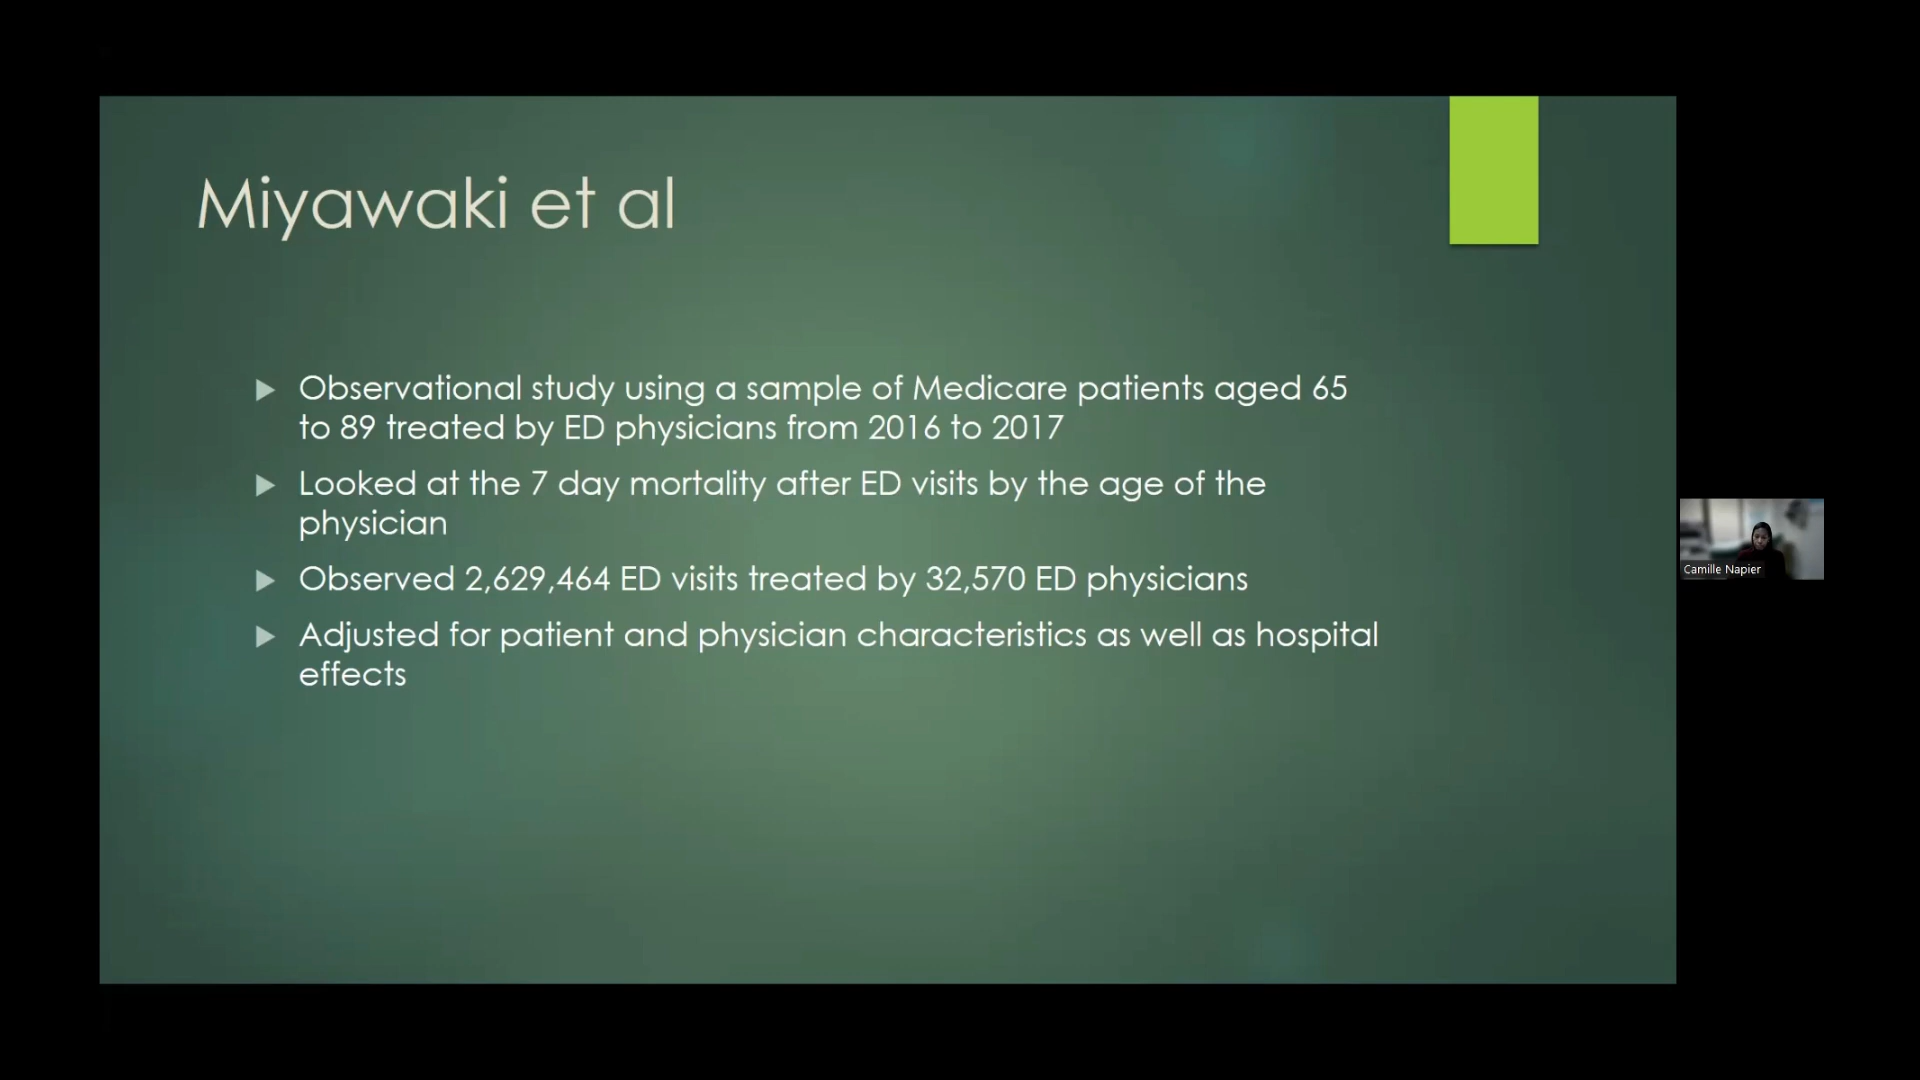 Miyawaki et al
Observational study using a sample of Medicare patients aged 65
to 89 treated by ED physicians from 2016 to 2017
Looked at the 7 day mortality after ED visits by the age of the
physician
Observed 2,629,464 ED visits treated by 32,570 ED physicians
Adjusted for patient and physician characteristics as well as hospital
effects
Camille Napier